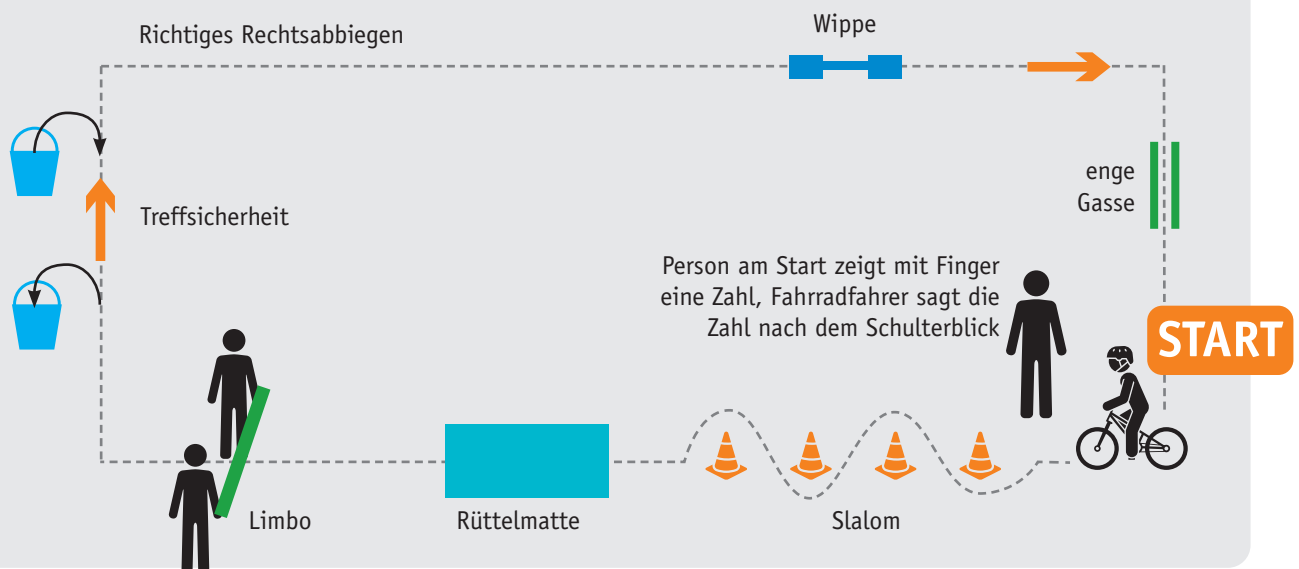 Wippe
Richtiges Rechtsabbiegen
enge
Gasse
Treffsicherheit
Person am Start zeigt mit Finger
eine Zahl, Fahrradfahrer sagt die
Zahl nach dem Schulterblick
START
Limbo
Rüttelmatte
Slalom